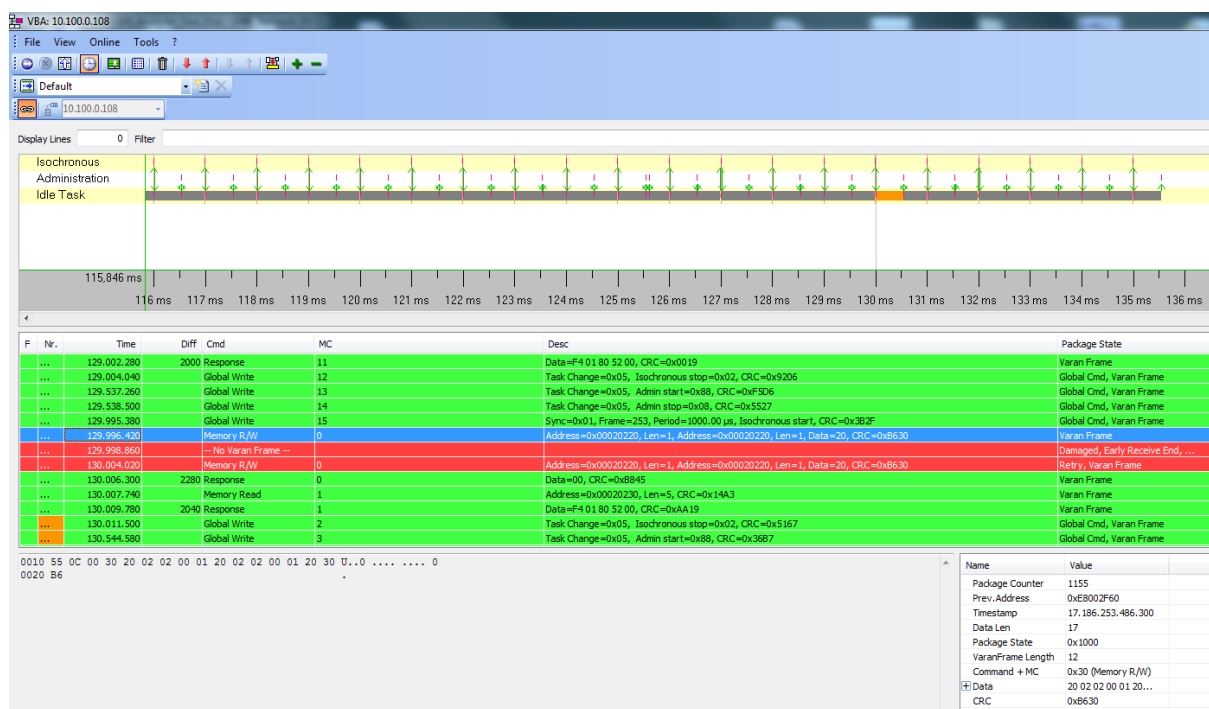 VBA: 10.100.0.108
File View Online Tools ?
Default
10.100.0.108
Display Lines 0 Filter
Isochronous
Administration
Idle Task
115,846 ms
116 ms 117 ms 118 ms 119 ms 120 ms 121 ms 122 ms 123 ms 124 ms 125 ms 126 ms 127 ms 128 ms 129 ms 130 ms 131 ms 132 ms 133 ms 134 ms 135 ms 136 ms
F Nr. Time Diff Cmd MC Desc Package State
... 129.002.280 2000 Response 11 Data=F4 01 80 52 00, CRC=0x0019 Varan Frame
... 129.004.040 Global Write 12 Task Change=0x05, Isochronous stop=0x02, CRC=0x9206 Global Cmd, Varan Frame
... 129.537.260 Global Write 13 Task Change=0x05, Admin start=0x88, CRC=0xF5D6 Global Cmd, Varan Frame
... 129.538.500 Global Write 14 Task Change=0x05, Admin stop=0x08, CRC=0x5527 Global Cmd, Varan Frame
... 129.995.380 Global Write 15 Sync=0x01, Frame=253, Period=1000.00 µs, Isochronous start, CRC=0x3B2F Global Cmd, Varan Frame
... 129.996.420 Memory R/W 0 Address=0x00020220, Len=1, Address=0x00020220, Len=1, Data=20, CRC=0xB630 Varan Frame
... 129.998.860 -- No Varan Frame -- Damaged, Early Receive End, ...
... 130.004.020 Memory R/W 0 Address=0x00020220, Len=1, Address=0x00020220, Len=1, Data=20, CRC=0xB630 Retry, Varan Frame
... 130.006.300 2280 Response 0 Data=00, CRC=0xB845 Varan Frame
... 130.007.740 Memory Read 1 Address=0x00020230, Len=5, CRC=0x14A3 Varan Frame
... 130.009.780 2040 Response 1 Data=F4 01 80 52 00, CRC=0xAA19 Varan Frame
... 130.011.500 Global Write 2 Task Change=0x05, Isochronous stop=0x02, CRC=0x5167 Global Cmd, Varan Frame
... 130.544.580 Global Write 3 Task Change=0x05, Admin start=0x88, CRC=0x36B7 Global Cmd, Varan Frame
0010 55 0C 00 30 20 02 02 00 01 20 02 02 00 01 20 30 U..0 .... .... 0
0020 B6 .
Name Value
Package Counter 1155
Prev.Address 0xE8002F60
Timestamp 17.186.253.486.300
Data Len 17
Package State 0x1000
VaranFrame Length 12
Command + MC 0x30 (Memory R/W)
Data 20 02 02 00 01 20...
CRC 0xB630